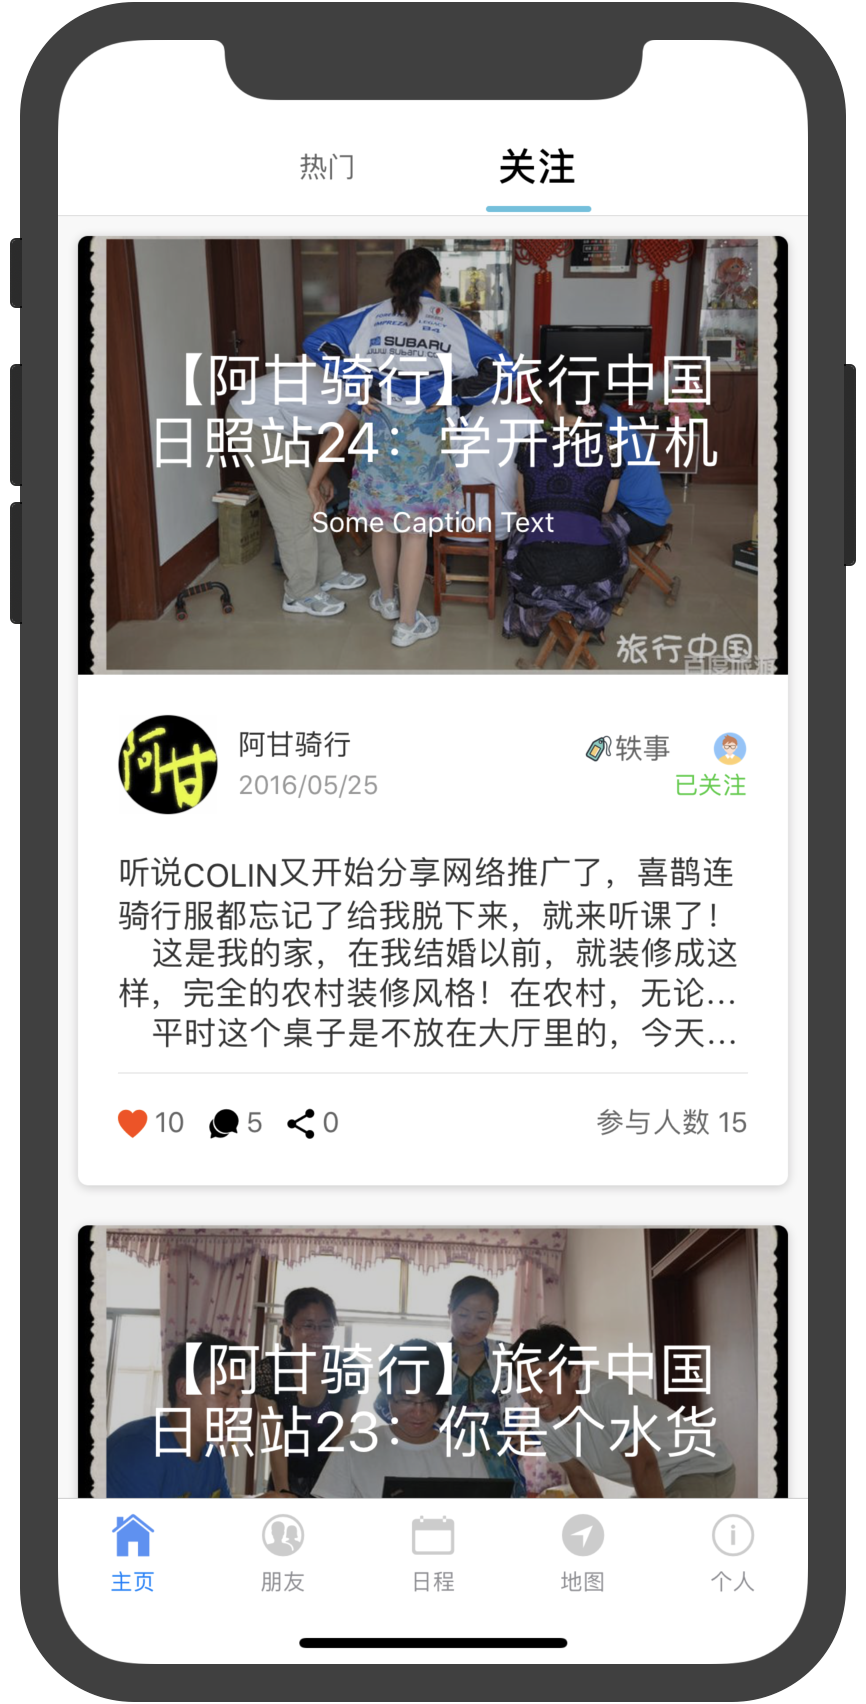 热门 关注
SUBARU
【阿甘骑行】旅行中国
日照站24：学开拖拉机
Some Caption Text
旅行中国
百度旅游
阿甘
阿甘骑行 轶事
2016/05/25 已关注
听说COLIN又开始分享网络推广了，喜鹊连
骑行服都忘记了给我脱下来，就来听课了！
这是我的家，在我结婚以前，就装修成这
样，完全的农村装修风格！在农村，无论...
平时这个桌子是不放在大厅里的，今天...
10 5 0 参与人数 15
【阿甘骑行】旅行中国
日照站23：你是个水货
主页 朋友 日程 地图 个人